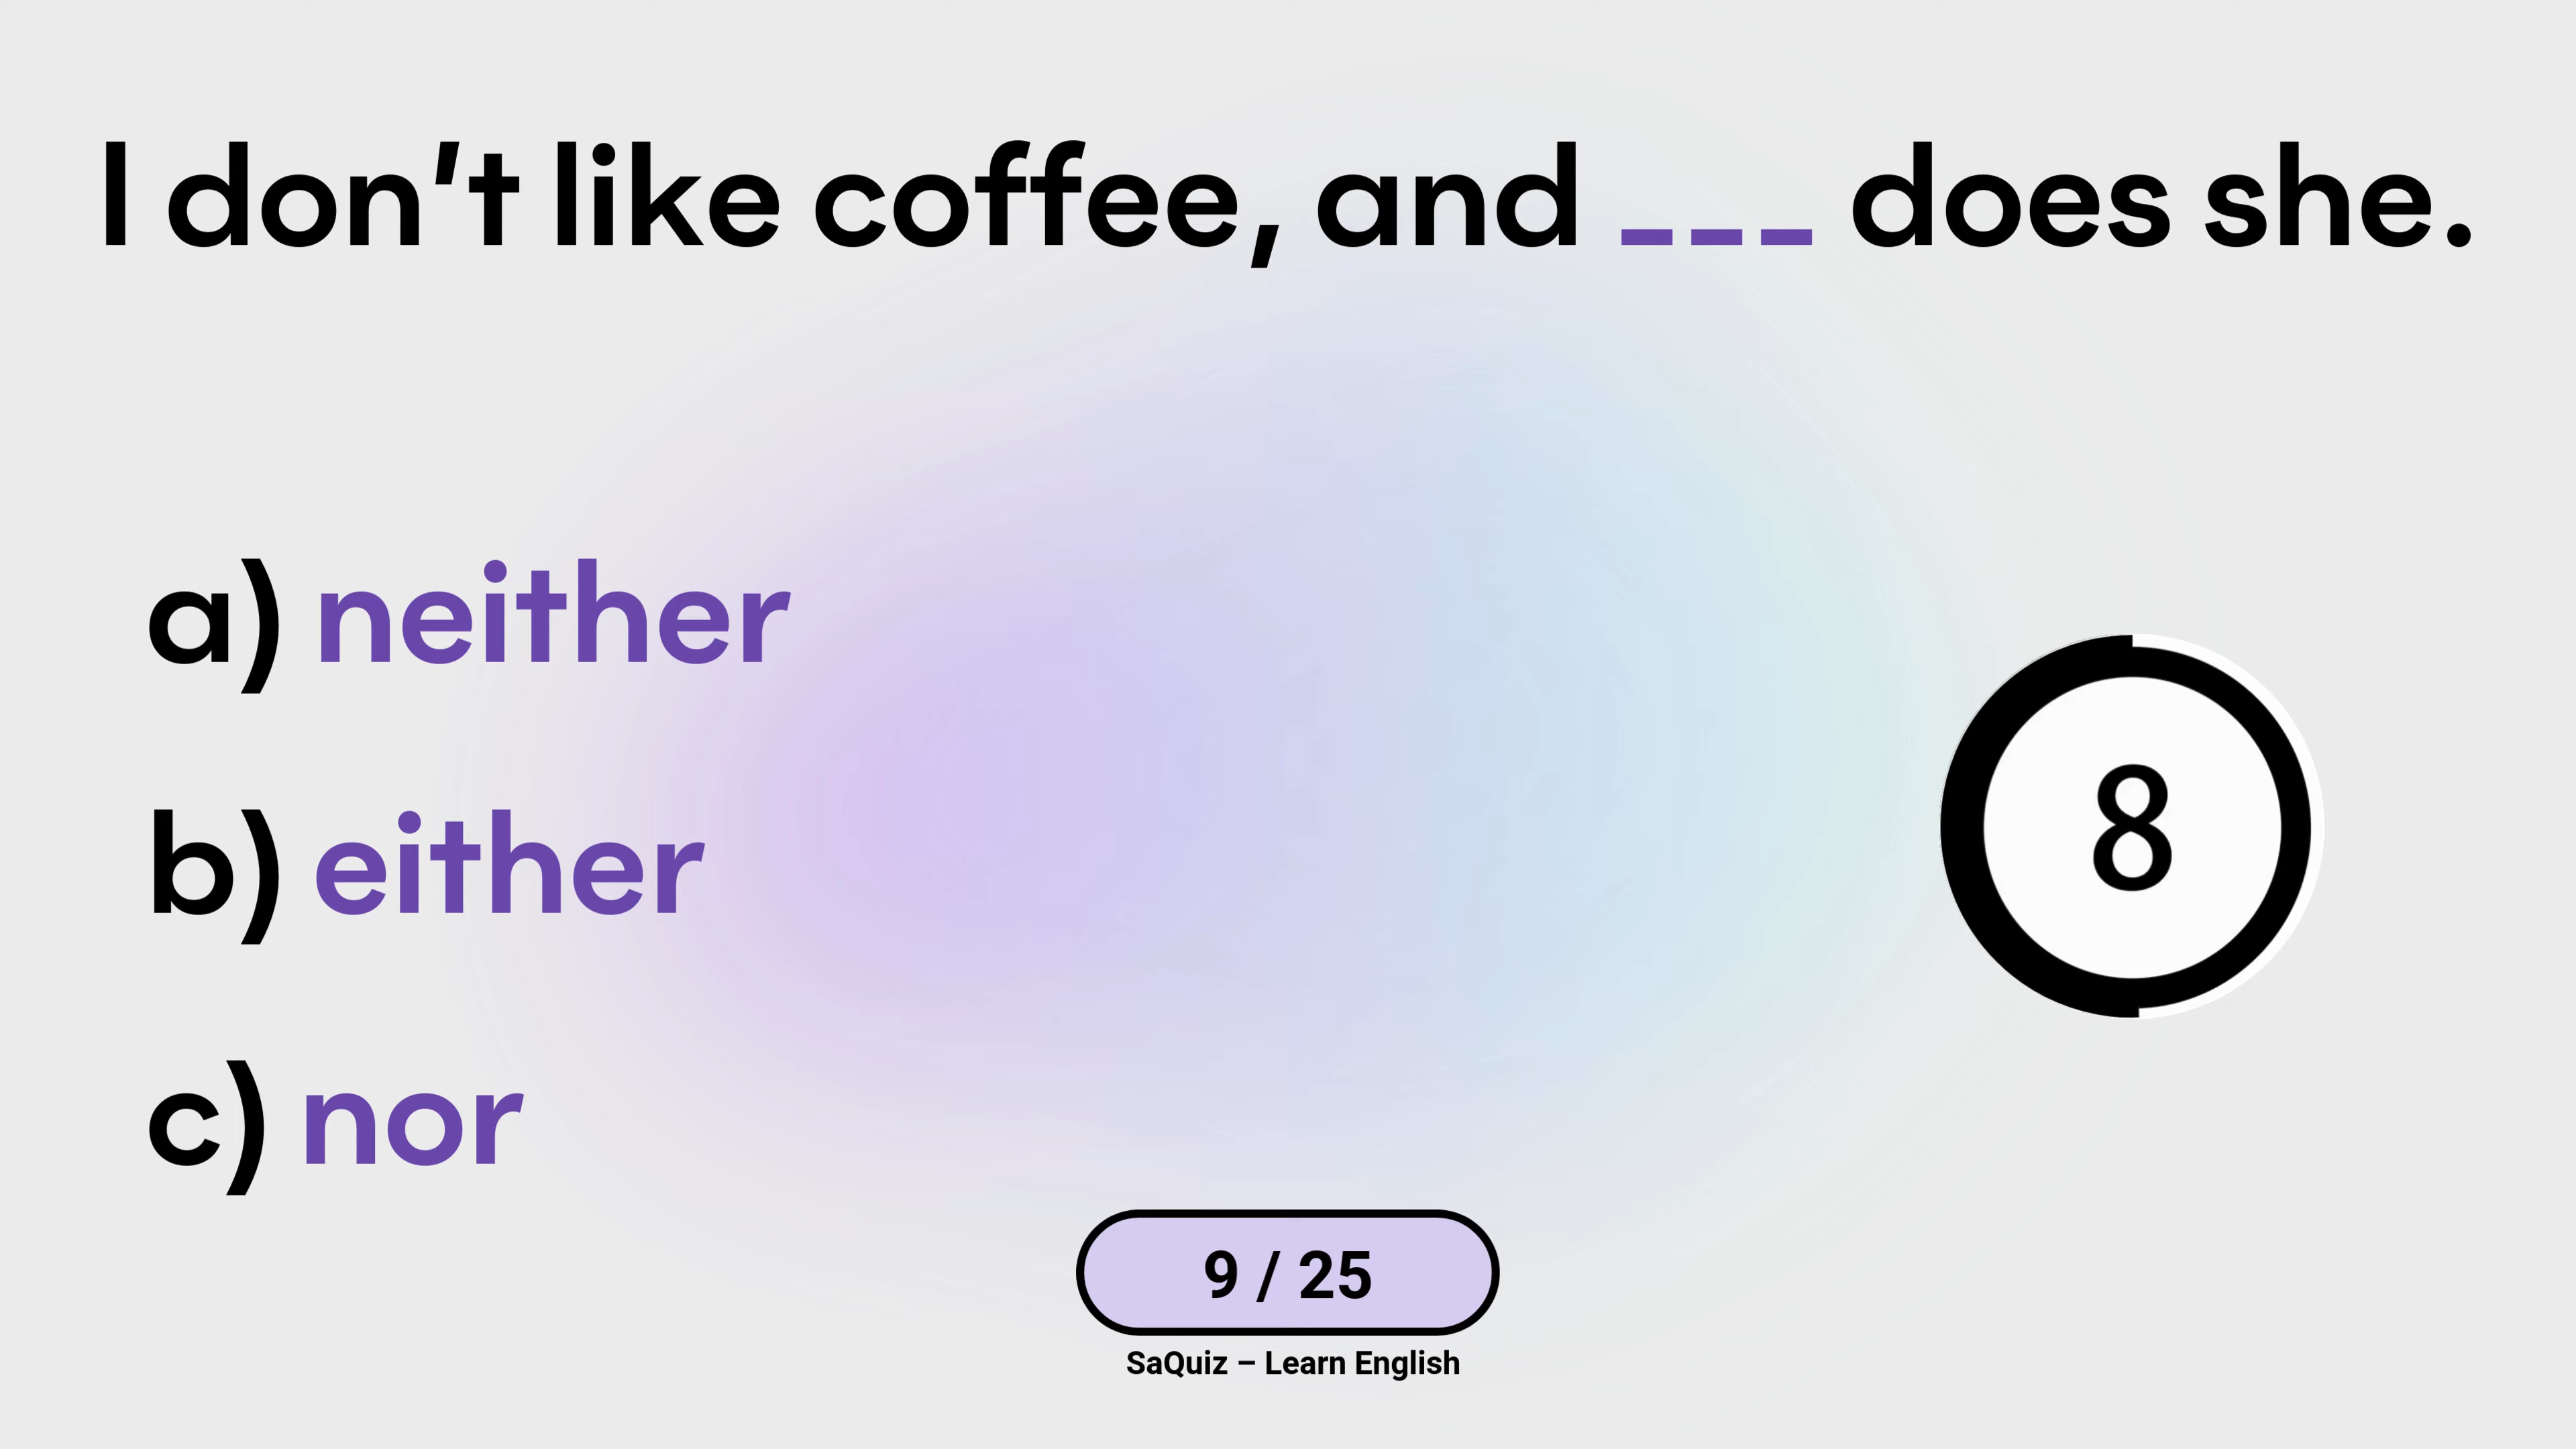 I don't like coffee, and ___ does she.
a) neither
b) either
8
c) nor
9 / 25
SaQuiz – Learn English